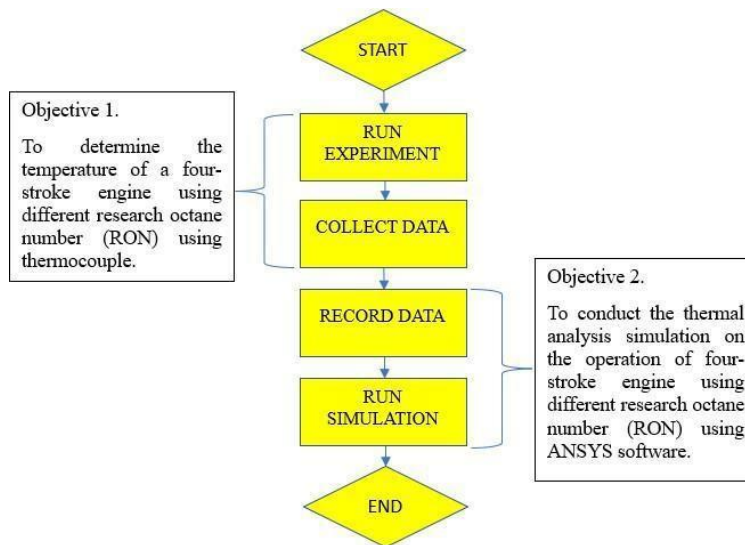 START
Objective 1.
To determine the
temperature of a four-
stroke engine using
different research octane
number (RON) using
thermocouple.
RUN
EXPERIMENT
COLLECT DATA
RECORD DATA
RUN
SIMULATION
Objective 2.
To conduct the thermal
analysis simulation on
the operation of four-
stroke engine using
different research octane
number (RON) using
ANSYS software.
END